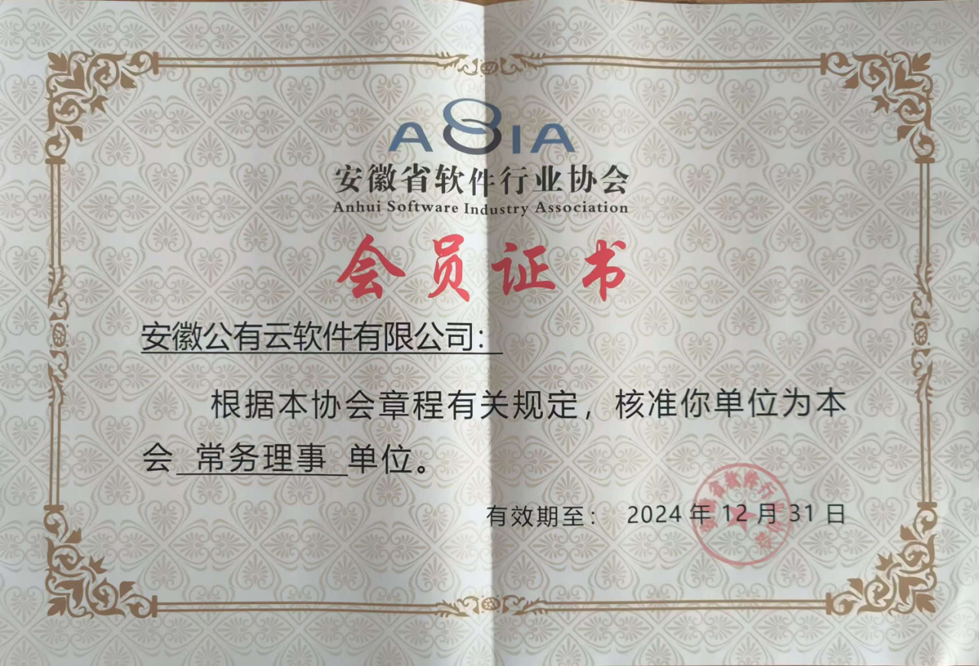 ASIA
安徽省软件行业协会
Anhui Software Industry Association
会员证书
安徽公有云软件有限公司：
根据本协会章程有关规定，核准你单位为本
会 常务理事 单位。
有效期至： 2024 年 12 月 31 日